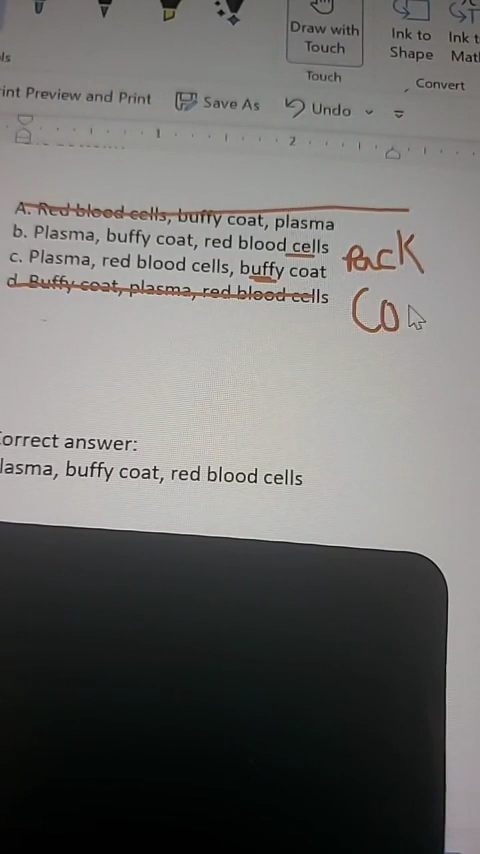 Draw with
Touch
Ink to
Shape
Ink t
Mat
Touch
Convert
int Preview and Print
Save As
Undo
1
2
A. Red blood cells, buffy coat, plasma
b. Plasma, buffy coat, red blood cells
c. Plasma, red blood cells, buffy coat
d. Buffy coat, plasma, red blood cells
Pack
Co
orrect answer:
lasma, buffy coat, red blood cells